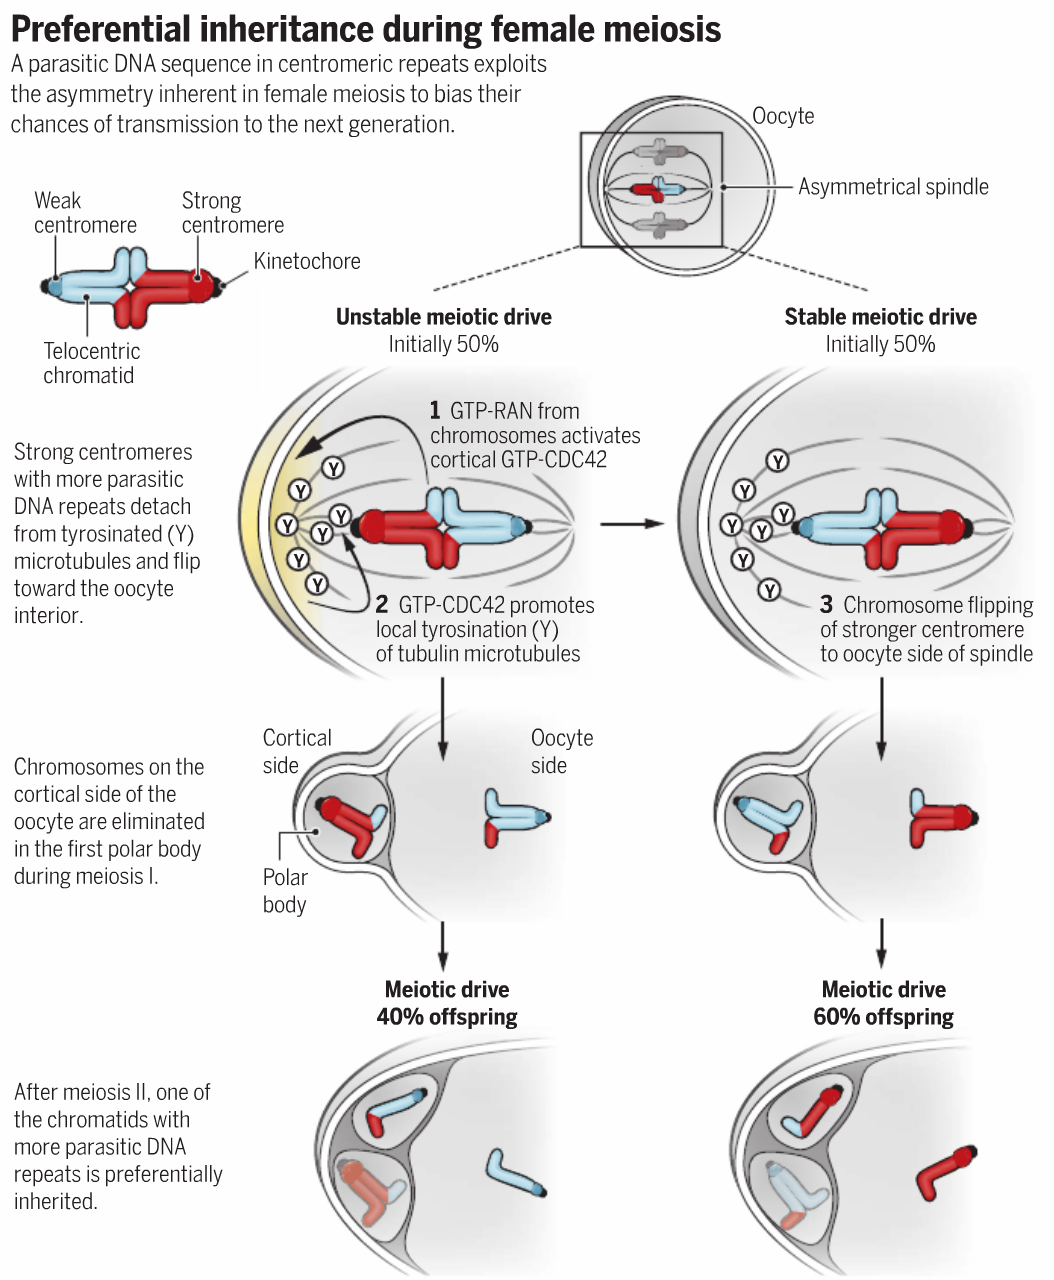 Preferential inheritance during female meiosis
A parasitic DNA sequence in centromeric repeats exploits
the asymmetry inherent in female meiosis to bias their
chances of transmission to the next generation.
Oocyte
Asymmetrical spindle
Weak
centromere
Strong
centromere
Kinetochore
Telocentric
chromatid
Unstable meiotic drive
Initially 50%
Stable meiotic drive
Initially 50%
Strong centromeres
with more parasitic
DNA repeats detach
from tyrosinated (Y)
microtubules and flip
toward the oocyte
interior.
1 GTP-RAN from
chromosomes activates
cortical GTP-CDC42
Y
Y
Y
Y
Y
Y
Y
2 GTP-CDC42 promotes
local tyrosination (Y)
of tubulin microtubules
Y
Y
Y
Y
Y
Y
Y
3 Chromosome flipping
of stronger centromere
to oocyte side of spindle
Chromosomes on the
cortical side of the
oocyte are eliminated
in the first polar body
during meiosis I.
Cortical
side
Oocyte
side
Polar
body
Meiotic drive
40% offspring
Meiotic drive
60% offspring
After meiosis II, one of
the chromatids with
more parasitic DNA
repeats is preferentially
inherited.